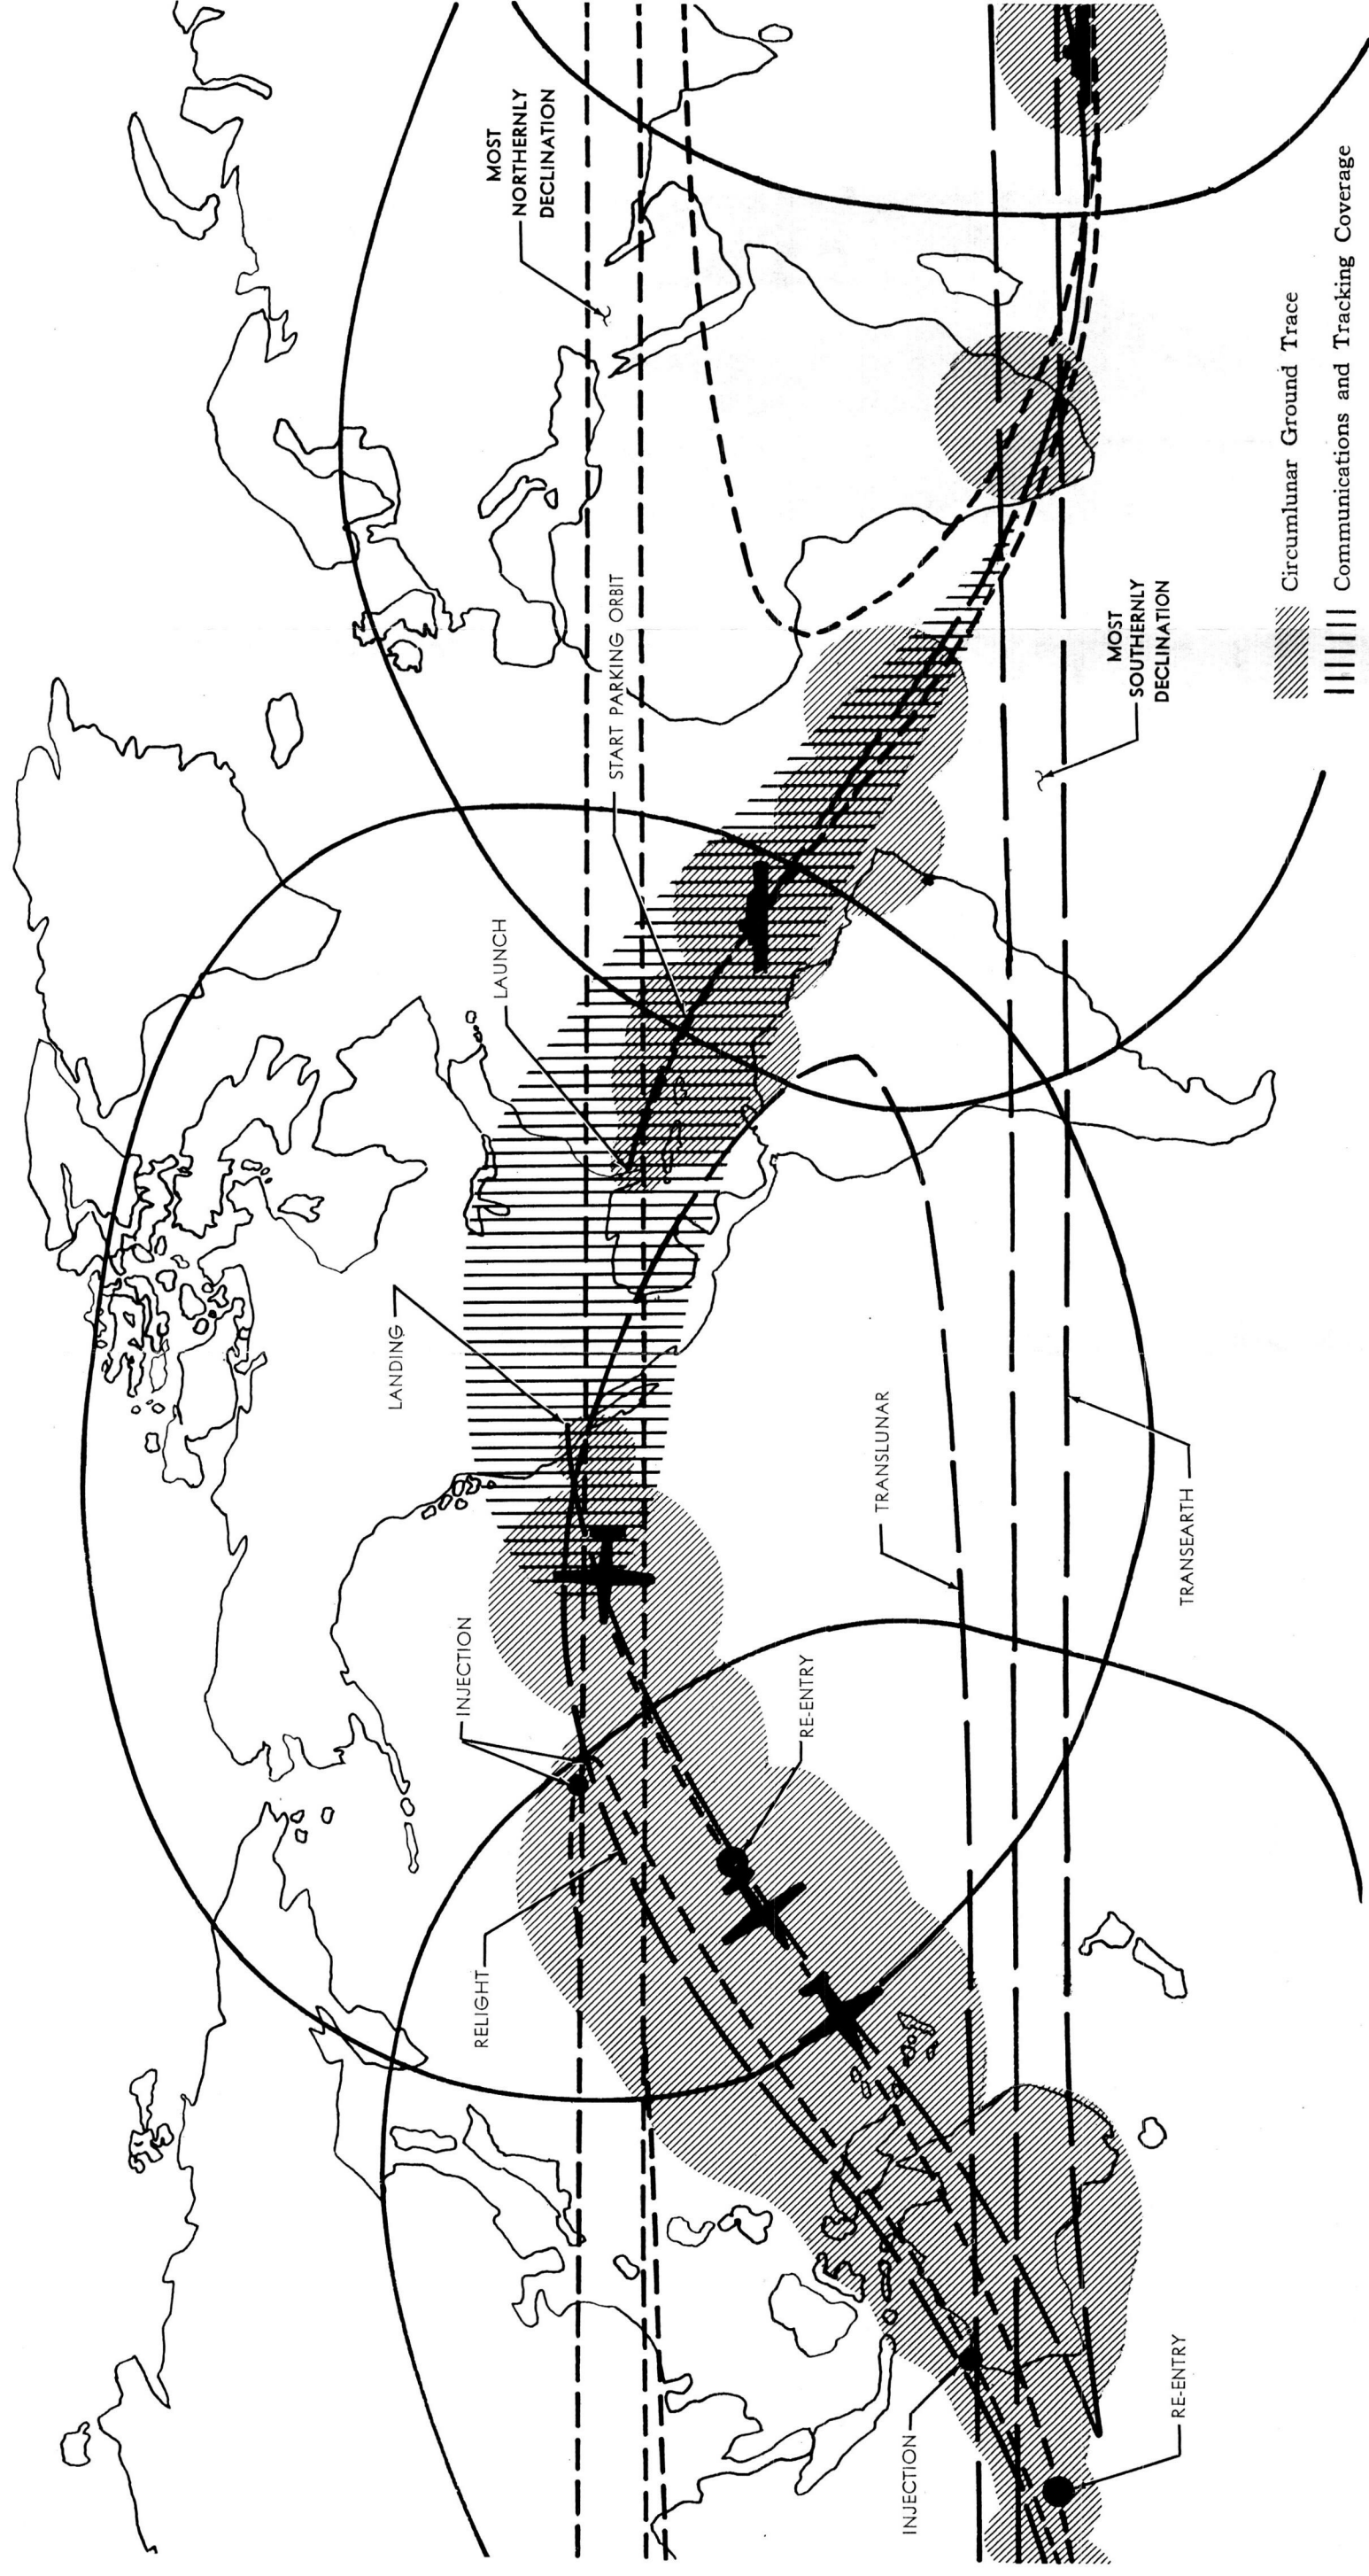 INJECTION
RE-ENTRY
RELIGHT
INJECTION
RE-ENTRY
TRANSLUNAR
TRANSEARTH
LANDING
LAUNCH
START PARKING ORBIT
MOST
NORTHERNLY
DECLINATION
MOST
SOUTHERNLY
DECLINATION
Circumlunar Ground Trace
Communications and Tracking Coverage